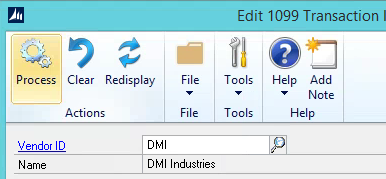 Edit 1099 Transaction
Process Clear Redisplay File Tools Help Add Note
Actions File Tools Help
Vendor ID DMI
Name DMI Industries